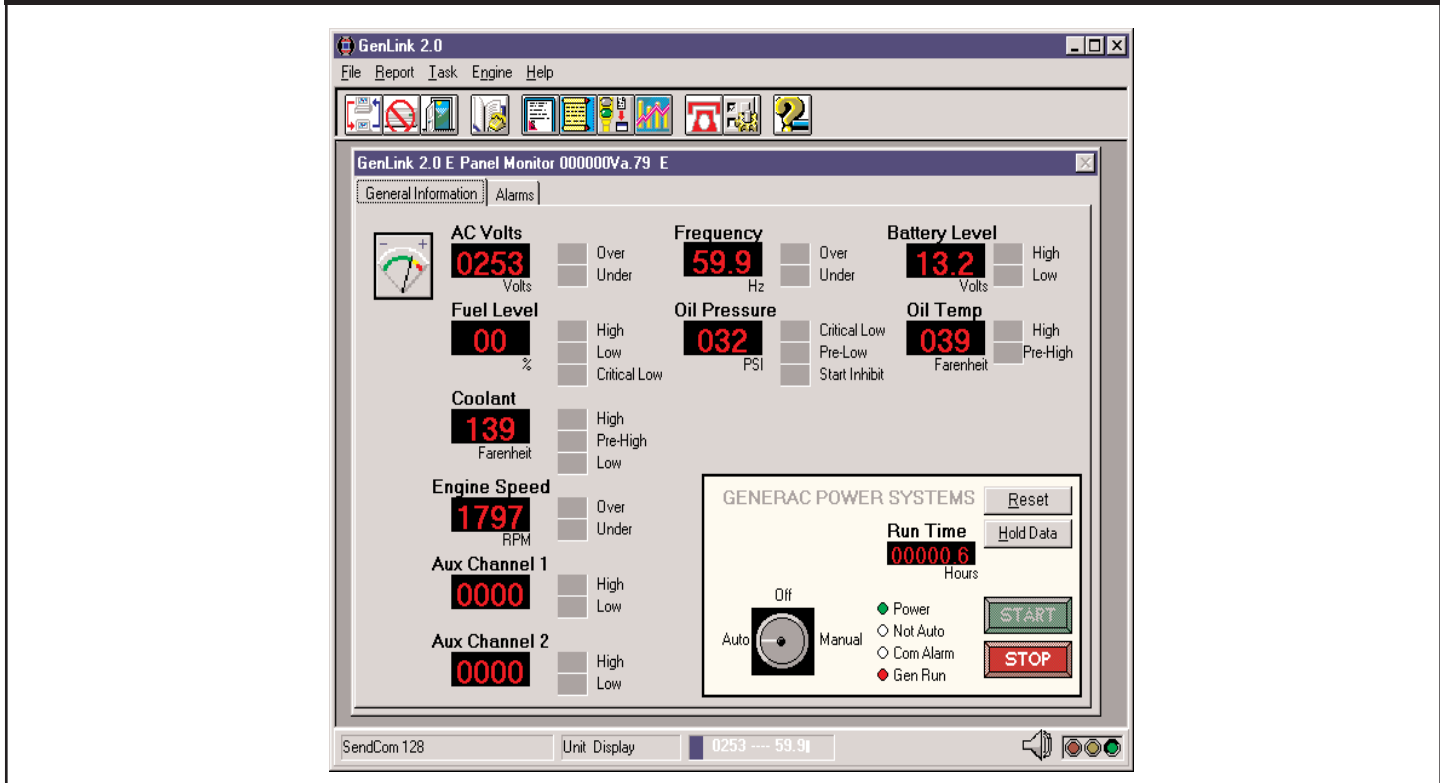 GenLink 2.0
File Report Task Engine Help
GenLink 2.0 E Panel Monitor 000000Va.79 E
General Information Alarms
AC Volts
0253
Volts
Over
Under
Frequency
59.9
Hz
Over
Under
Battery Level
13.2
Volts
High
Low
Fuel Level
00
%
High
Low
Critical Low
Oil Pressure
032
PSI
Critical Low
Pre-Low
Start Inhibit
Oil Temp
039
Farenheit
High
Pre-High
Coolant
139
Farenheit
High
Pre-High
Low
Engine Speed
1797
RPM
Over
Under
Aux Channel 1
0000
High
Low
Aux Channel 2
0000
High
Low
GENERAC POWER SYSTEMS
Reset
Hold Data
Run Time
00000.6
Hours
Off
Auto
Manual
Power
Not Auto
Com Alarm
Gen Run
START
STOP
SendCom 128
Unit Display
0253 ---- 59.9